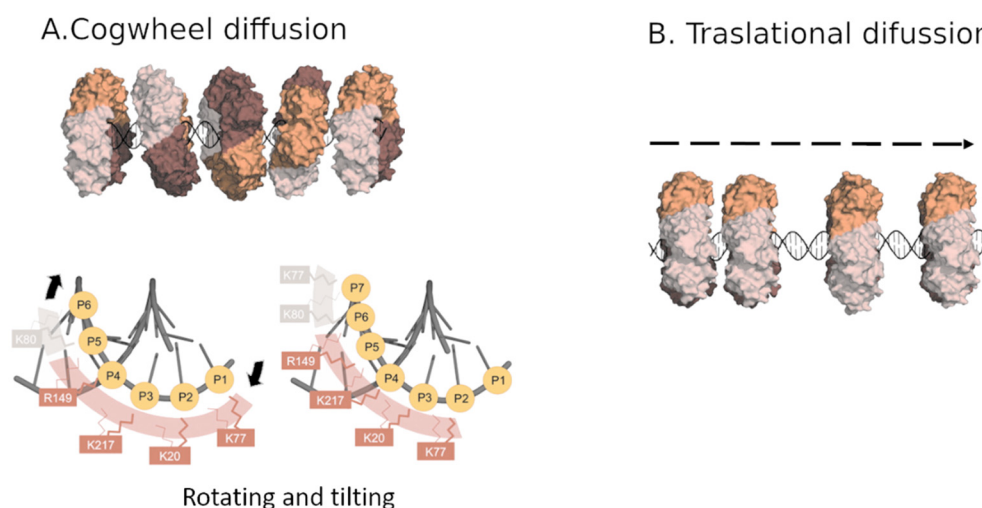 A.Cogwheel diffusion
B. Traslational difussion
K77
K80
P7
P6
P5
P4
P3
P2
P1
R149
K217
K20
K77
P6
P5
P4
P3
P2
P1
K80
R149
K217
K20
K77
Rotating and tilting